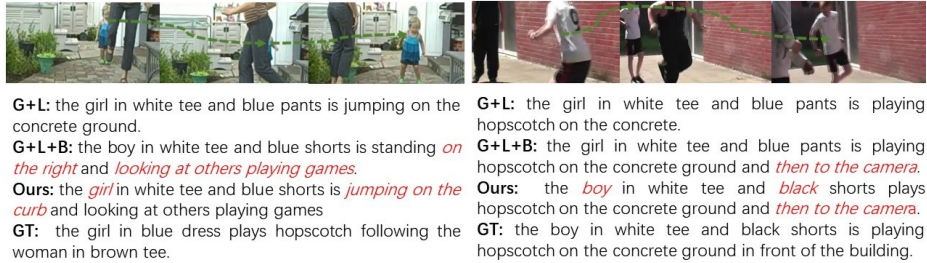 G+L: the girl in white tee and blue pants is jumping on the
concrete ground.
G+L+B: the boy in white tee and blue shorts is standing on
the right and looking at others playing games.
Ours: the girl in white tee and blue shorts is jumping on the
curb and looking at others playing games
GT: the girl in blue dress plays hopscotch following the
woman in brown tee.
G+L: the girl in white tee and blue pants is playing
hopscotch on the concrete.
G+L+B: the girl in white tee and blue pants is playing
hopscotch on the concrete ground and then to the camera.
Ours: the boy in white tee and black shorts plays
hopscotch on the concrete ground and then to the camera.
GT: the boy in white tee and black shorts is playing
hopscotch on the concrete ground in front of the building.